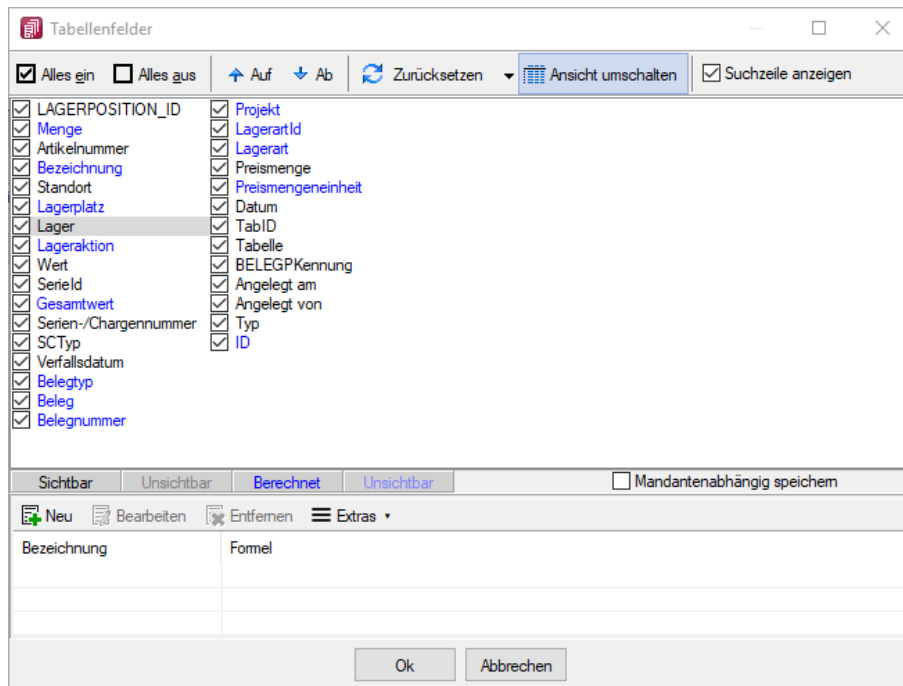 Tabellenfelder
Alles ein Alles aus Auf Ab Zurücksetzen Ansicht umschalten Suchzeile anzeigen
LAGERPOSITION_ID
Menge
Artikelnummer
Bezeichnung
Standort
Lagerplatz
Lager
Lageraktion
Wert
SerieId
Gesamtwert
Serien-/Chargennummer
SCTyp
Verfallsdatum
Belegtyp
Beleg
Belegnummer
Projekt
LagerartId
Lagerart
Preismenge
Preismengeneinheit
Datum
TabID
Tabelle
BELEGPKennung
Angelegt am
Angelegt von
Typ
ID
Sichtbar Unsichtbar Berechnet Unsichtbar Mandantenabhängig speichern
Neu Bearbeiten Entfernen Extras
Bezeichnung Formel
Ok Abbrechen